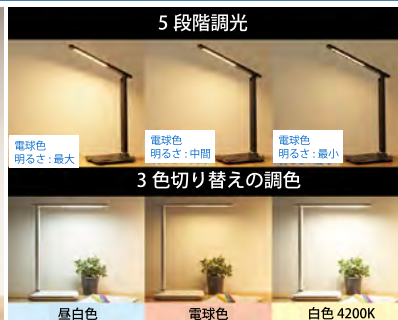 5 段階調光
電球色
明るさ : 最大
電球色
明るさ : 中間
電球色
明るさ : 最小
3 色切り替えの調色
昼白色
電球色
白色 4200K